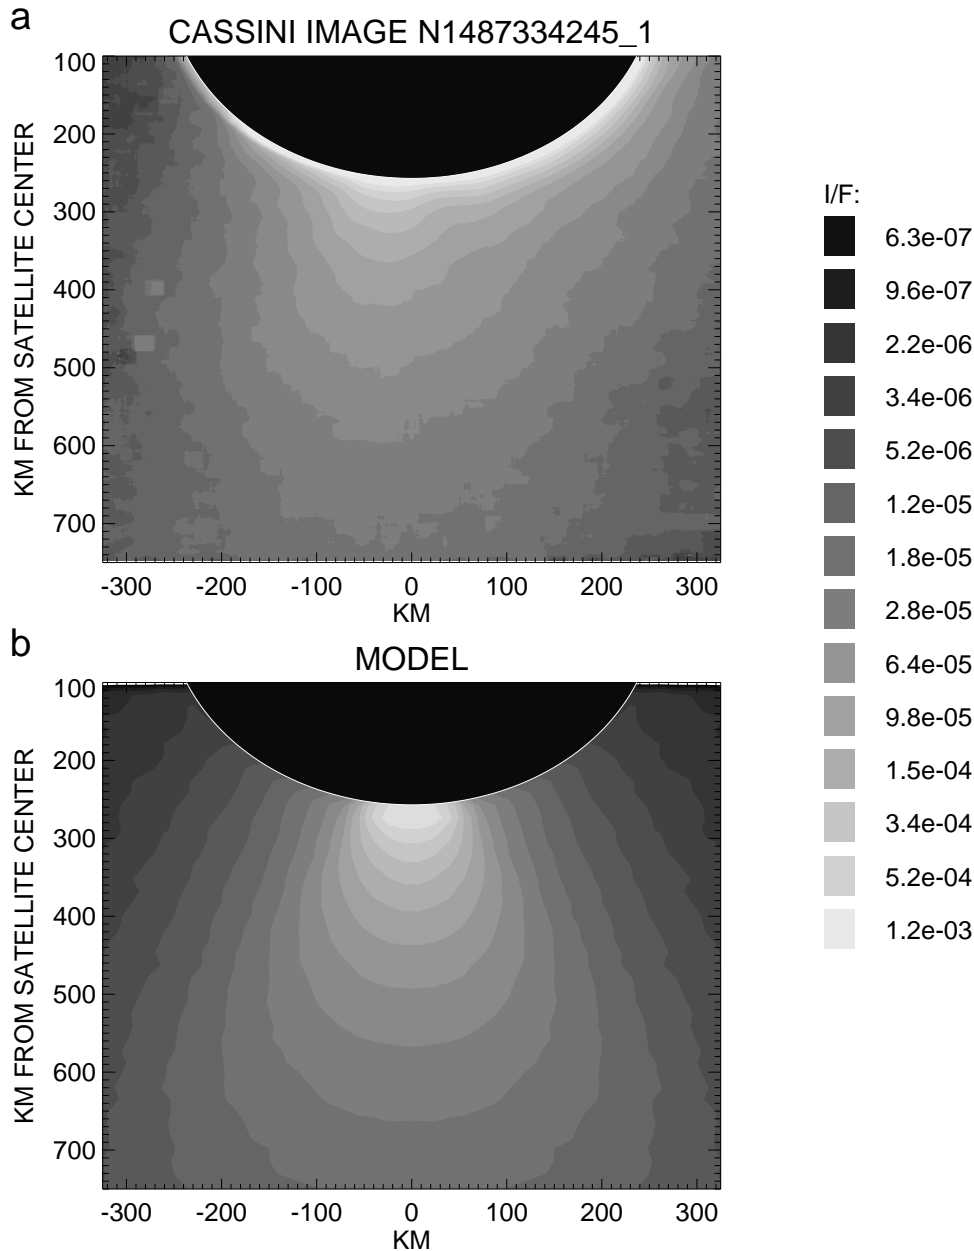 a
CASSINI IMAGE N1487334245_1
100
200
300
400
500
600
700
KM FROM SATELLITE CENTER
-300 -200 -100 0 100 200 300
KM
b
MODEL
100
200
300
400
500
600
700
KM FROM SATELLITE CENTER
-300 -200 -100 0 100 200 300
KM
I/F:
6.3e-07
9.6e-07
2.2e-06
3.4e-06
5.2e-06
1.2e-05
1.8e-05
2.8e-05
6.4e-05
9.8e-05
1.5e-04
3.4e-04
5.2e-04
1.2e-03